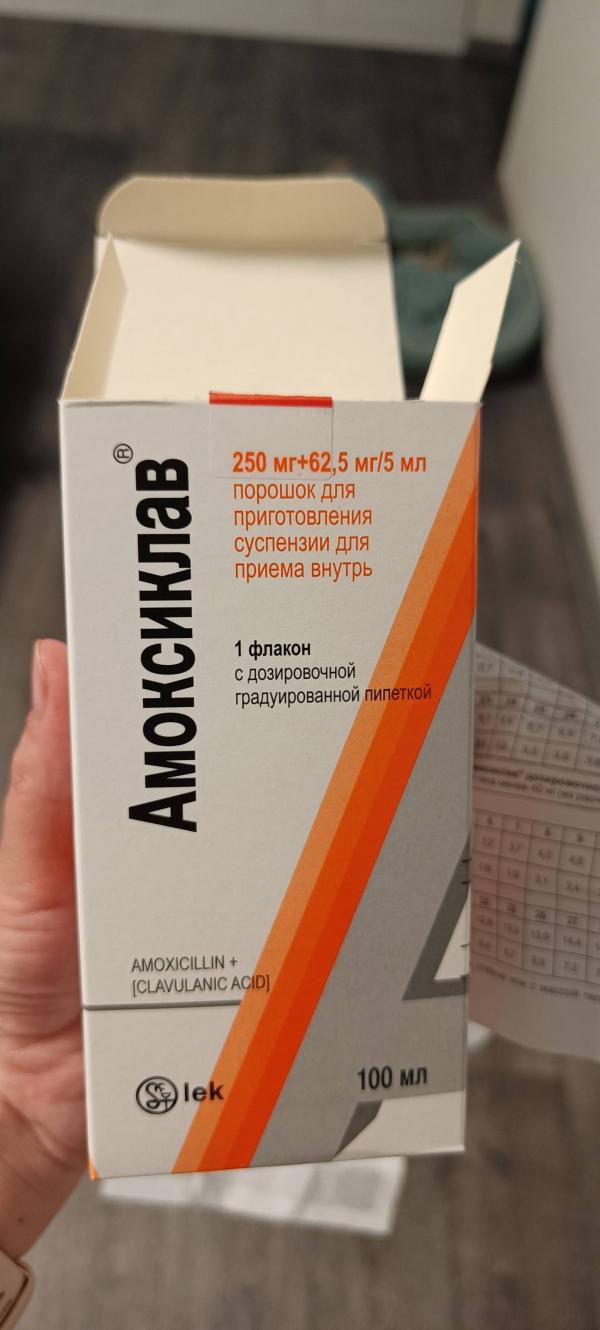 Амоксиклав®
250 мг+62,5 мг/5 мл
порошок для
приготовления
суспензии для
приема внутрь
1 флакон
с дозировочной
градуированной пипеткой
AMOXICILLIN +
[CLAVULANIC ACID]
lek
100 мл